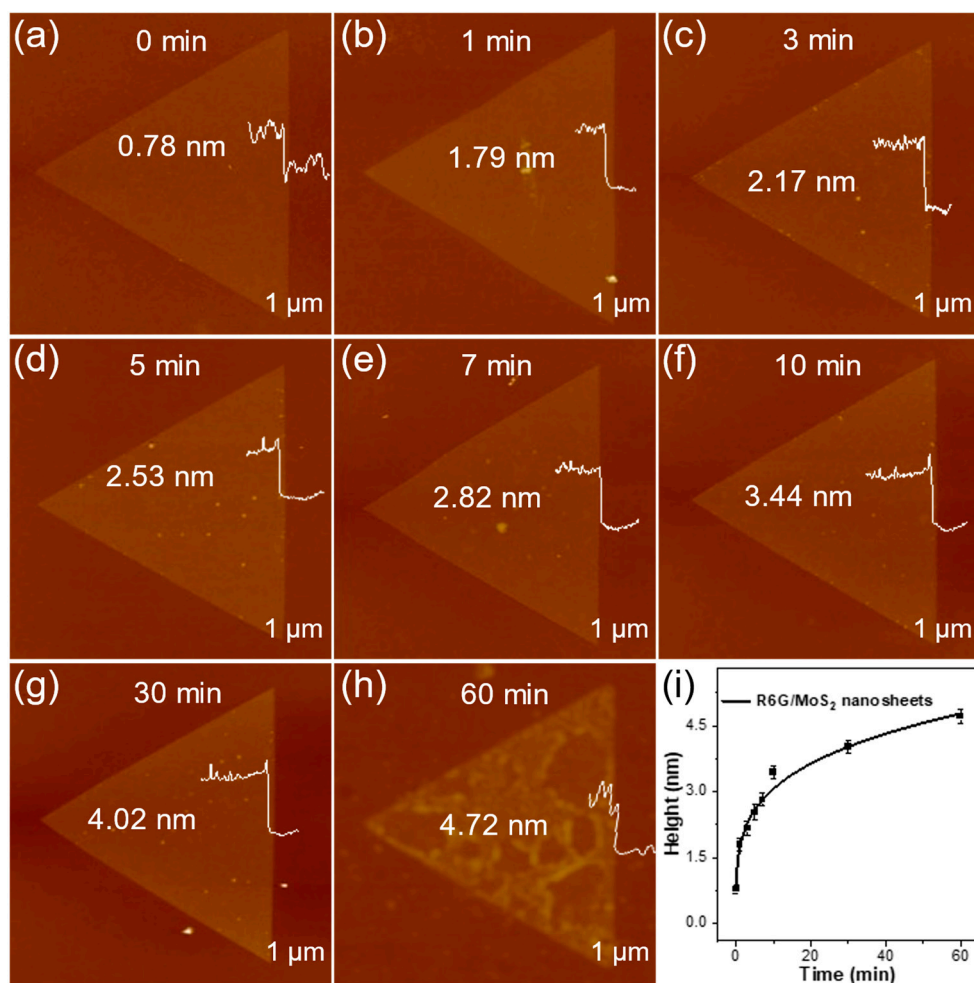 (a) 0 min
0.78 nm
1 µm
(b) 1 min
1.79 nm
1 µm
(c) 3 min
2.17 nm
1 µm
(d) 5 min
2.53 nm
1 µm
(e) 7 min
2.82 nm
1 µm
(f) 10 min
3.44 nm
1 µm
(g) 30 min
4.02 nm
1 µm
(h) 60 min
4.72 nm
1 µm
(i)
R6G/MoS₂ nanosheets
Height (nm)
4.5
3.0
1.5
0.0
0 20 40 60
Time (min)